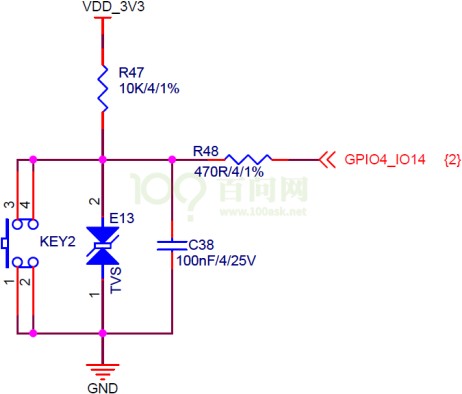 VDD_3V3
R47
10K/4/1%
R48
470R/4/1%
GPIO4_IO14 {2}
100?
百问网
www.100ask.net
3
4
2
E13
KEY2
C38
100nF/4/25V
TVS
1
2
1
GND